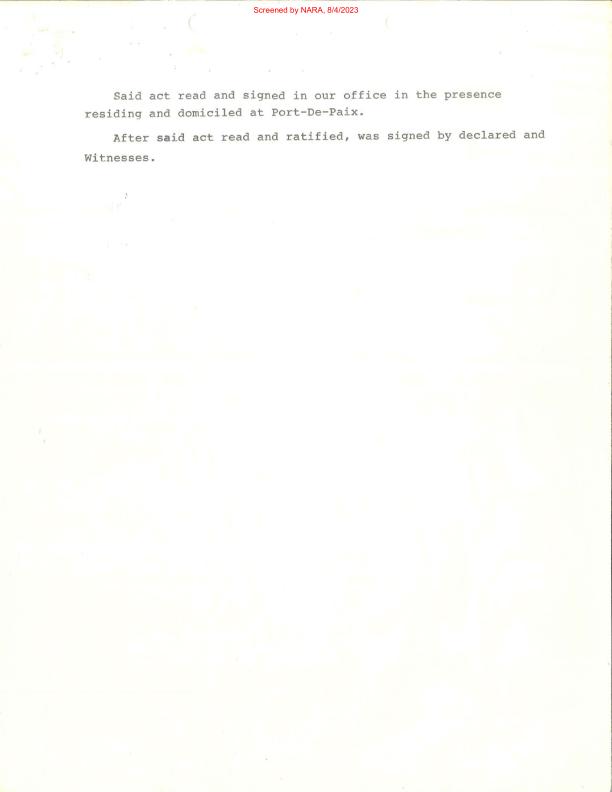 Screened by NARA, 8/4/2023
Said act read and signed in our office in the presence
residing and domiciled at Port-De-Paix.
After said act read and ratified, was signed by declared and
Witnesses.